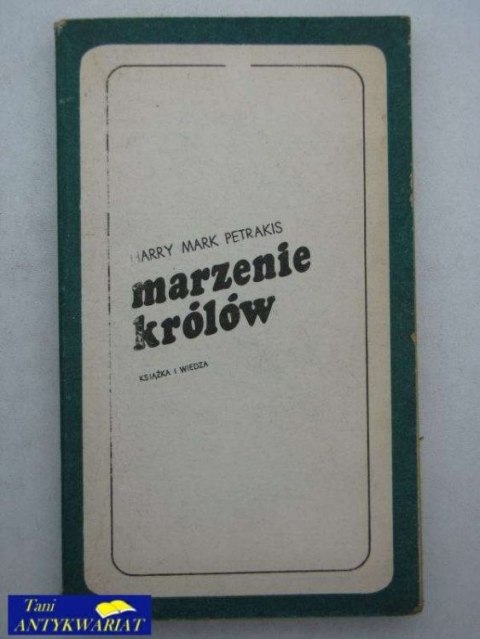 HARRY MARK PETRAKIS
marzenie
królów
KSIĄŻKA I WIEDZA
Tani
ANTYKWARIAT